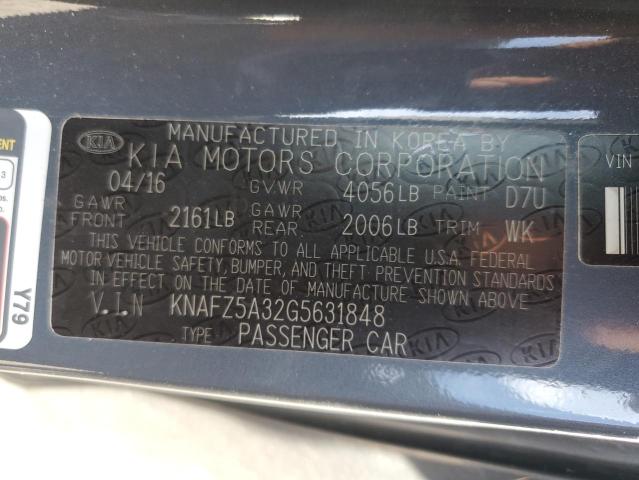 MANUFACTURED IN KOREA BY
KIA KIA MOTORS CORPORATION
04/16 GVWR 4056LB PAINT D7U
GAWR FRONT 2161LB GAWR REAR 2006LB TRIM WK
THIS VEHICLE CONFORMS TO ALL APPLICABLE U.S.A. FEDERAL
MOTOR VEHICLE SAFETY, BUMPER, AND THEFT PREVENTION STANDARDS
IN EFFECT ON THE DATE OF MANUFACTURE SHOWN ABOVE.
V.I.N KNAFZ5A32G5631848
TYPE PASSENGER CAR
3
Y79
VIN